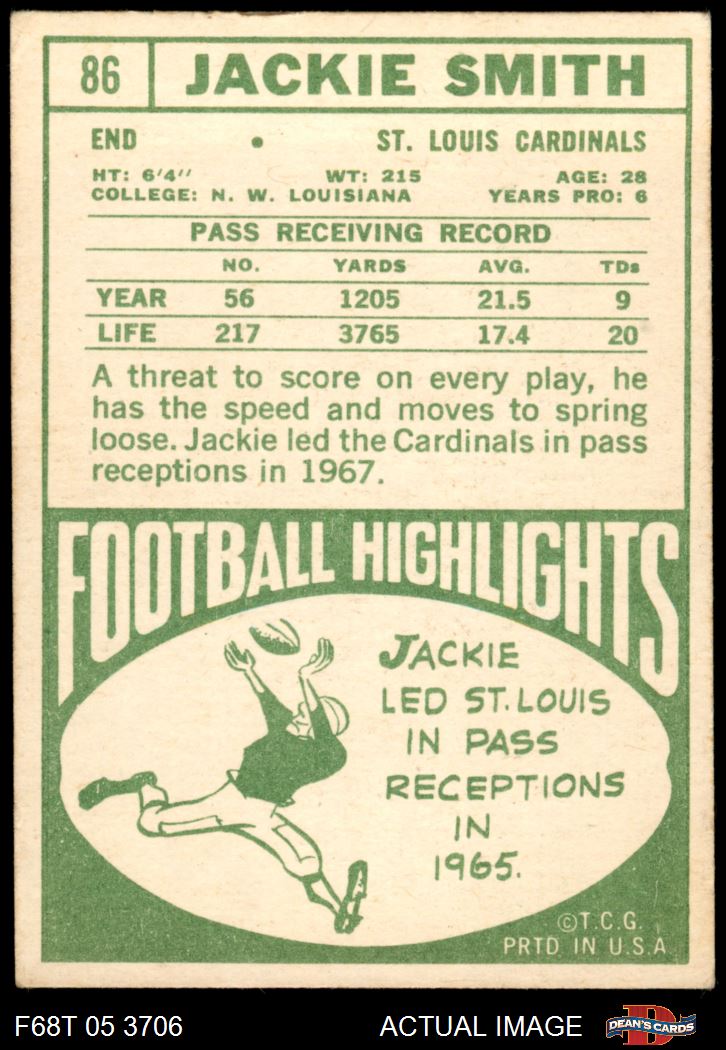 86 JACKIE SMITH
END • ST. LOUIS CARDINALS
HT: 6'4" WT: 215 AGE: 28
COLLEGE: N. W. LOUISIANA YEARS PRO: 6
PASS RECEIVING RECORD
NO. YARDS AVG. TDs
YEAR 56 1205 21.5 9
LIFE 217 3765 17.4 20
A threat to score on every play, he
has the speed and moves to spring
loose. Jackie led the Cardinals in pass
receptions in 1967.
FOOTBALL HIGHLIGHTS
JACKIE
LED ST. LOUIS
IN PASS
RECEPTIONS
IN
1965.
©T.C.G.
PRTD. IN U.S.A
F68T 05 3706 ACTUAL IMAGE D DEAN'S CARDS